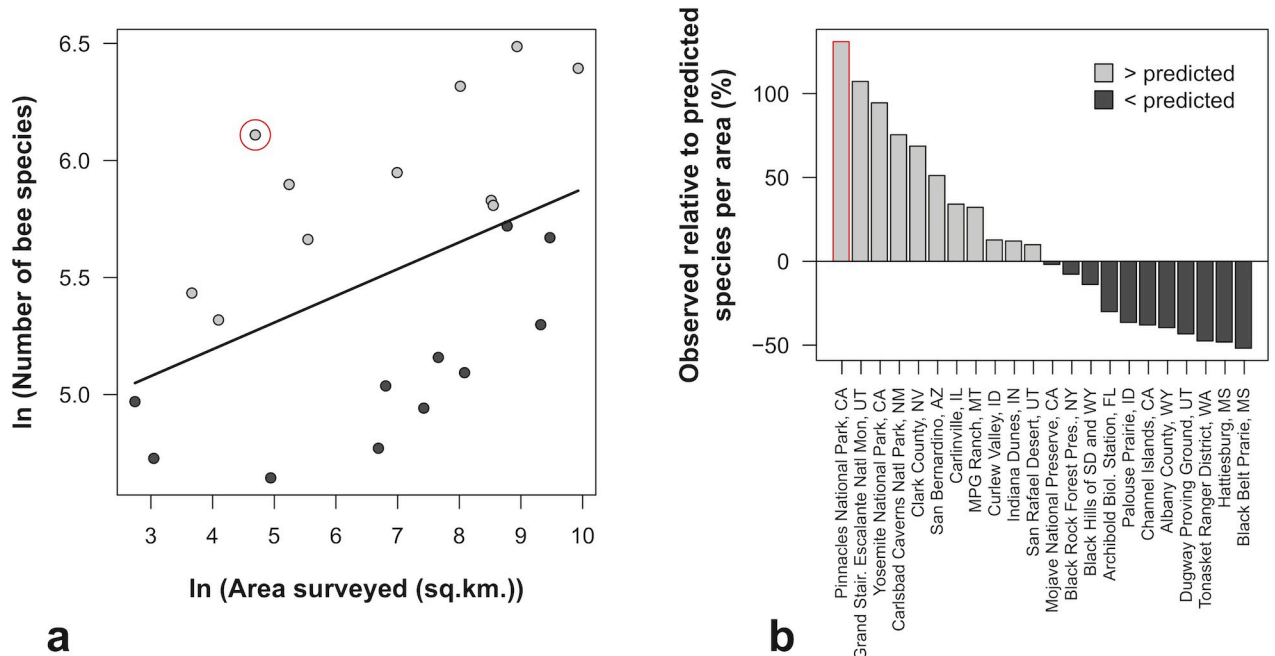 6.5
6.0
5.5
5.0
ln (Number of bee species)
3 4 5 6 7 8 9 10
ln (Area surveyed (sq.km.))
a
Observed relative to predicted
species per area (%)
100
50
0
−50
> predicted
< predicted
Pinnacles National Park, CA
Grand Stair. Escalante Natl Mon, UT
Yosemite National Park, CA
Carlsbad Caverns Natl Park, NM
Clark County, NV
San Bernardino, AZ
Carlinville, IL
MPG Ranch, MT
Curlew Valley, ID
Indiana Dunes, IN
San Rafael Desert, UT
Mojave National Preserve, CA
Black Rock Forest Pres., NY
Black Hills of SD and WY
Archibold Biol. Station, FL
Palouse Prairie, ID
Channel Islands, CA
Albany County, WY
Dugway Proving Ground, UT
Tonasket Ranger District, WA
Hattiesburg, MS
Black Belt Prarie, MS
b